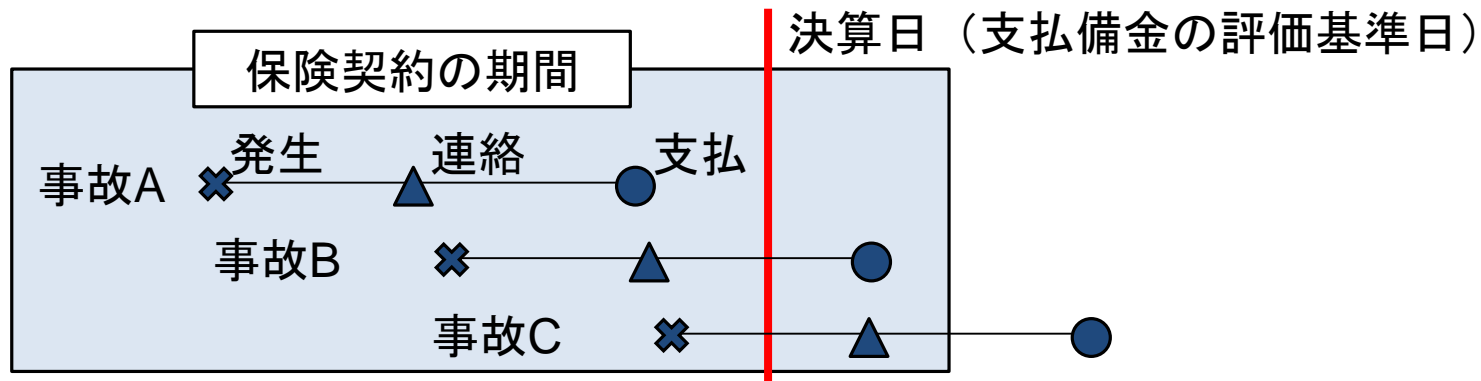 決算日（支払備金の評価基準日）
保険契約の期間
発生
連絡
支払
事故A
事故B
事故C